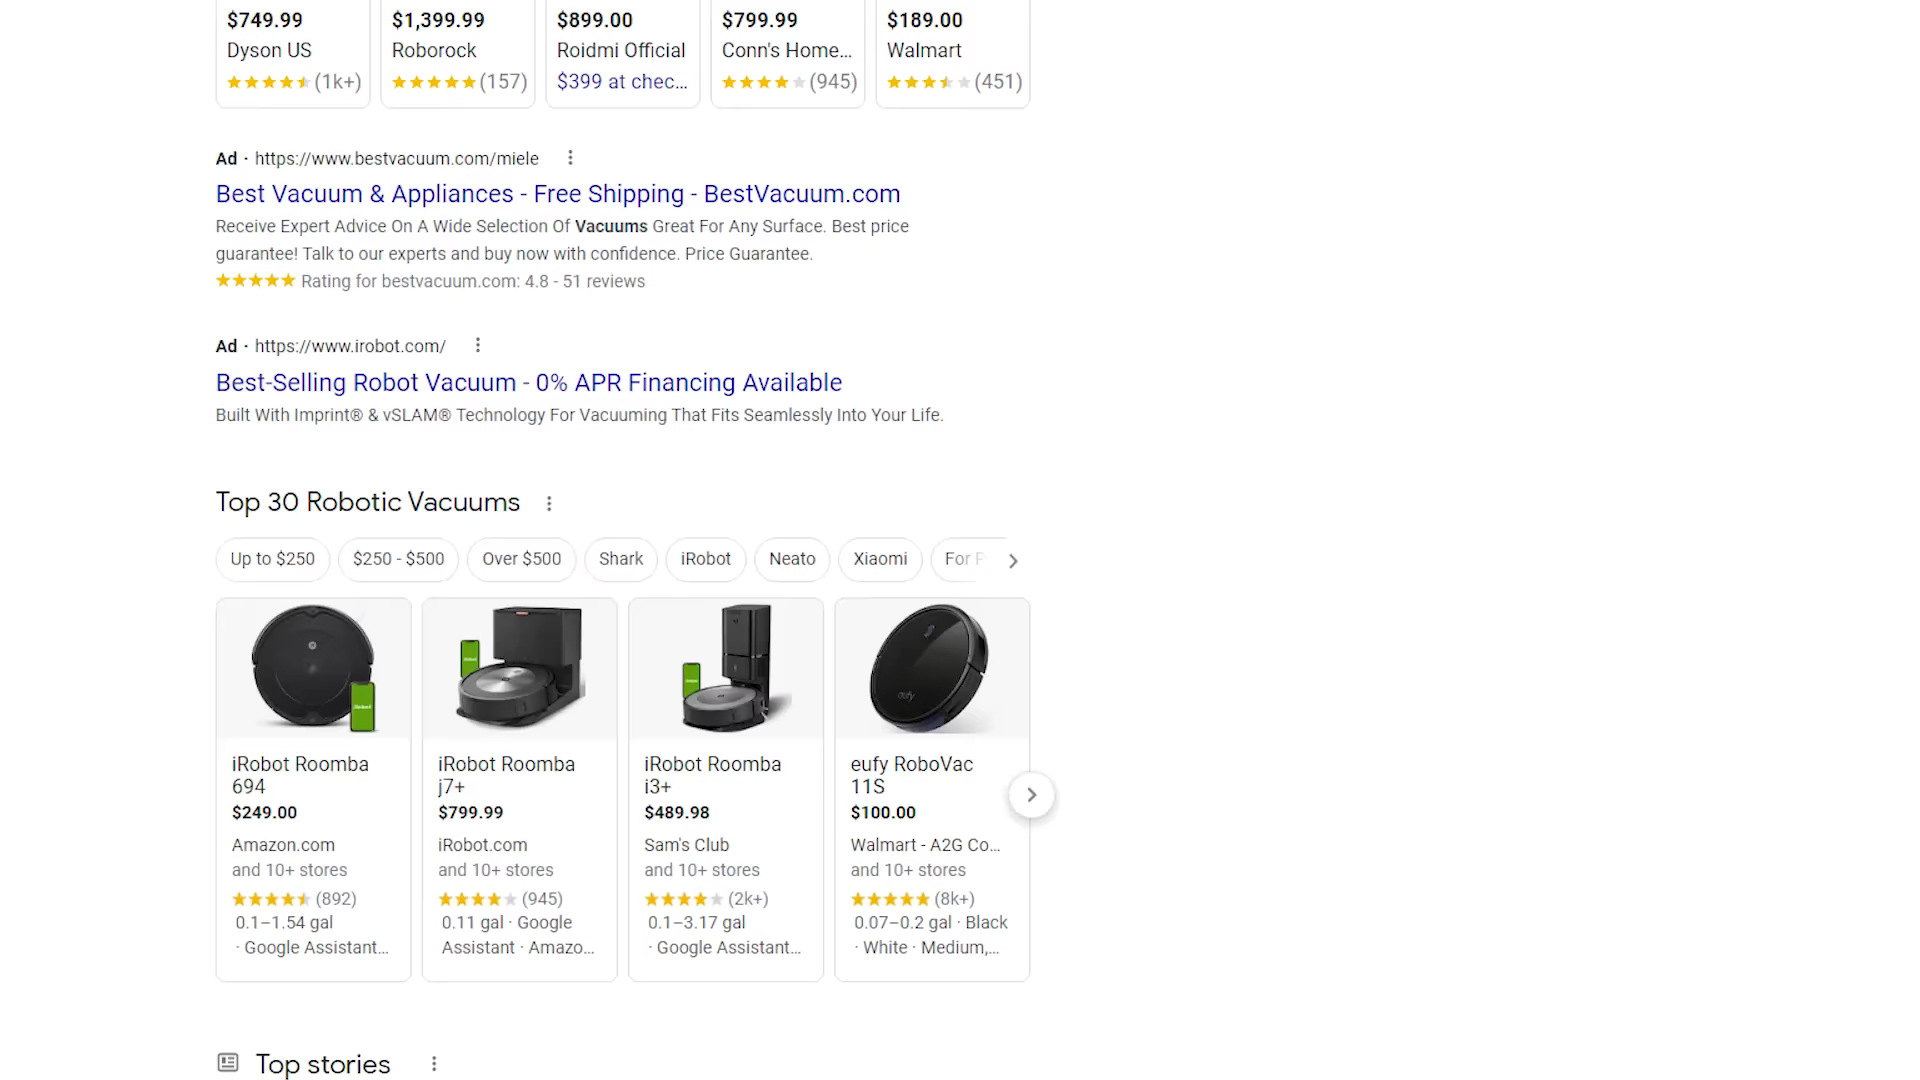 $749.99
Dyson US
(1k+)
$1,399.99
Roborock
(157)
$899.00
Roidmi Official
$399 at chec...
$799.99
Conn's Home...
(945)
$189.00
Walmart
(451)
Ad · https://www.bestvacuum.com/miele
Best Vacuum & Appliances - Free Shipping - BestVacuum.com
Receive Expert Advice On A Wide Selection Of Vacuums Great For Any Surface. Best price
guarantee! Talk to our experts and buy now with confidence. Price Guarantee.
Rating for bestvacuum.com: 4.8 - 51 reviews
Ad · https://www.irobot.com/
Best-Selling Robot Vacuum - 0% APR Financing Available
Built With Imprint® & vSLAM® Technology For Vacuuming That Fits Seamlessly Into Your Life.
Top 30 Robotic Vacuums
Up to $250
$250 - $500
Over $500
Shark
iRobot
Neato
Xiaomi
For
eufy
iRobot Roomba
694
$249.00
Amazon.com
and 10+ stores
(892)
0.1–1.54 gal
· Google Assistant...
iRobot Roomba
j7+
$799.99
iRobot.com
and 10+ stores
(945)
0.11 gal · Google
Assistant · Amazo...
iRobot Roomba
i3+
$489.98
Sam's Club
and 10+ stores
(2k+)
0.1–3.17 gal
· Google Assistant...
eufy RoboVac
11S
$100.00
Walmart - A2G Co...
and 10+ stores
(8k+)
0.07–0.2 gal · Black
· White · Medium,...
Top stories